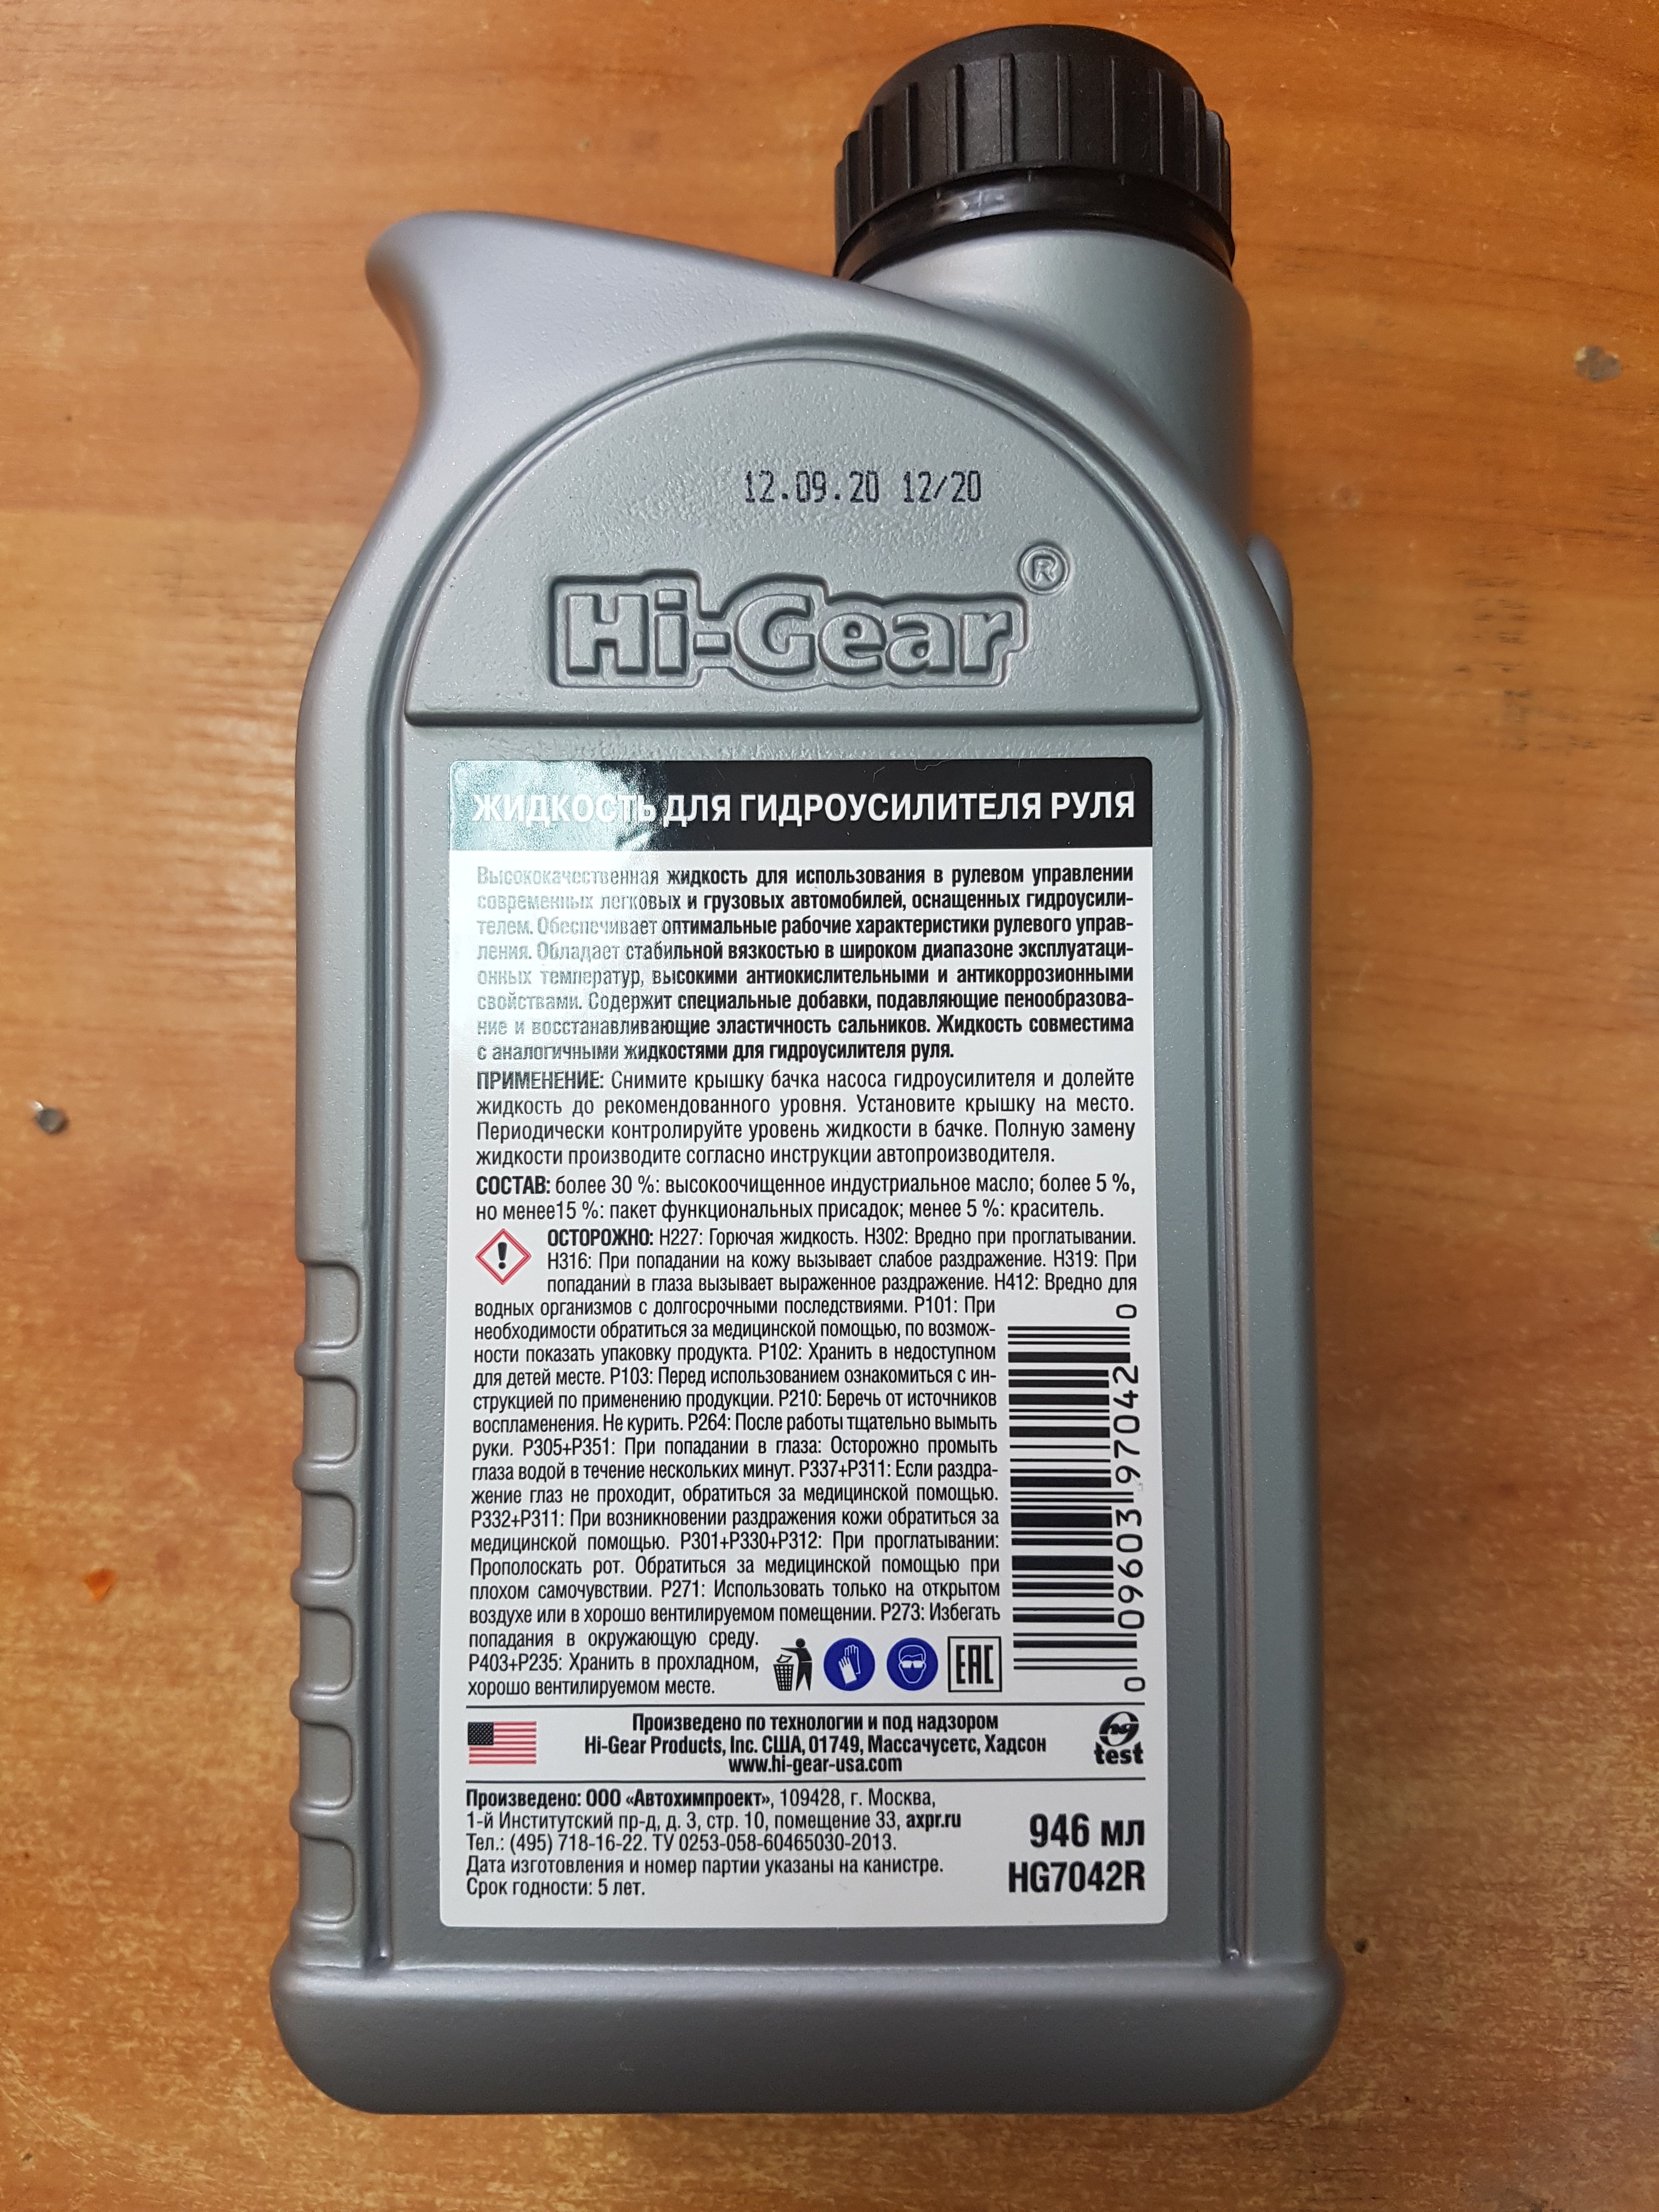 12.09.20 12/20
Hi-Gear®
ЖИДКОСТЬ ДЛЯ ГИДРОУСИЛИТЕЛЯ РУЛЯ
Высококачественная жидкость для использования в рулевом управлении
современных легковых и грузовых автомобилей, оснащенных гидроусили-
телем. Обеспечивает оптимальные рабочие характеристики рулевого управ-
ления. Обладает стабильной вязкостью в широком диапазоне эксплуатаци-
онных температур, высокими антиокислительными и антикоррозионными
свойствами. Содержит специальные добавки, подавляющие пенообразова-
ние и восстанавливающие эластичность сальников. Жидкость совместима
с аналогичными жидкостями для гидроусилителя руля.
ПРИМЕНЕНИЕ: Снимите крышку бачка насоса гидроусилителя и долейте
жидкость до рекомендованного уровня. Установите крышку на место.
Периодически контролируйте уровень жидкости в бачке. Полную замену
жидкости производите согласно инструкции автопроизводителя.
СОСТАВ: более 30 %: высокоочищенное индустриальное масло; более 5 %,
но менее15 %: пакет функциональных присадок; менее 5 %: краситель.
ОСТОРОЖНО: H227: Горючая жидкость. H302: Вредно при проглатывании.
H316: При попадании на кожу вызывает слабое раздражение. H319: При
попадании в глаза вызывает выраженное раздражение. H412: Вредно для
водных организмов с долгосрочными последствиями. P101: При
необходимости обратиться за медицинской помощью, по возмож-
ности показать упаковку продукта. P102: Хранить в недоступном
для детей месте. P103: Перед использованием ознакомиться с ин-
струкцией по применению продукции. P210: Беречь от источников
воспламенения. Не курить. P264: После работы тщательно вымыть
руки. P305+P351: При попадании в глаза: Осторожно промыть
глаза водой в течение нескольких минут. P337+P311: Если раздра-
жение глаз не проходит, обратиться за медицинской помощью.
P332+P311: При возникновении раздражения кожи обратиться за
медицинской помощью. P301+P330+P312: При проглатывании:
Прополоскать рот. Обратиться за медицинской помощью при
плохом самочувствии. P271: Использовать только на открытом
воздухе или в хорошо вентилируемом помещении. P273: Избегать
попадания в окружающую среду.
P403+P235: Хранить в прохладном,
хорошо вентилируемом месте.
EAC
0 09603 97042 0
Произведено по технологии и под надзором
Hi-Gear Products, Inc. США, 01749, Массачусетс, Хадсон
www.hi-gear-usa.com
hg
test
Произведено: ООО «Автохимпроект», 109428, г. Москва,
1-й Институтский пр-д, д. 3, стр. 10, помещение 33, axpr.ru
Тел.: (495) 718-16-22. ТУ 0253-058-60465030-2013.
Дата изготовления и номер партии указаны на канистре.
Срок годности: 5 лет.
946 мл
HG7042R